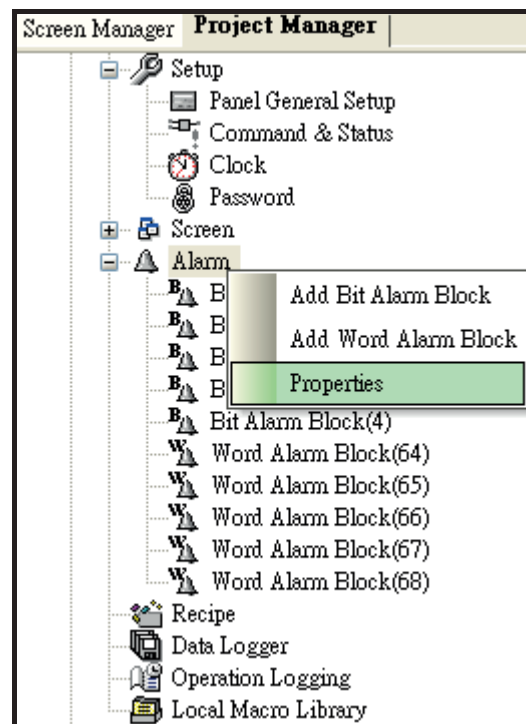 Screen Manager Project Manager
Setup
Panel General Setup
Command & Status
Clock
Password
Screen
Alarm
B
Add Bit Alarm Block
B
Add Word Alarm Block
B
B
Properties
Bit Alarm Block(4)
Word Alarm Block(64)
Word Alarm Block(65)
Word Alarm Block(66)
Word Alarm Block(67)
Word Alarm Block(68)
Recipe
Data Logger
Operation Logging
Local Macro Library